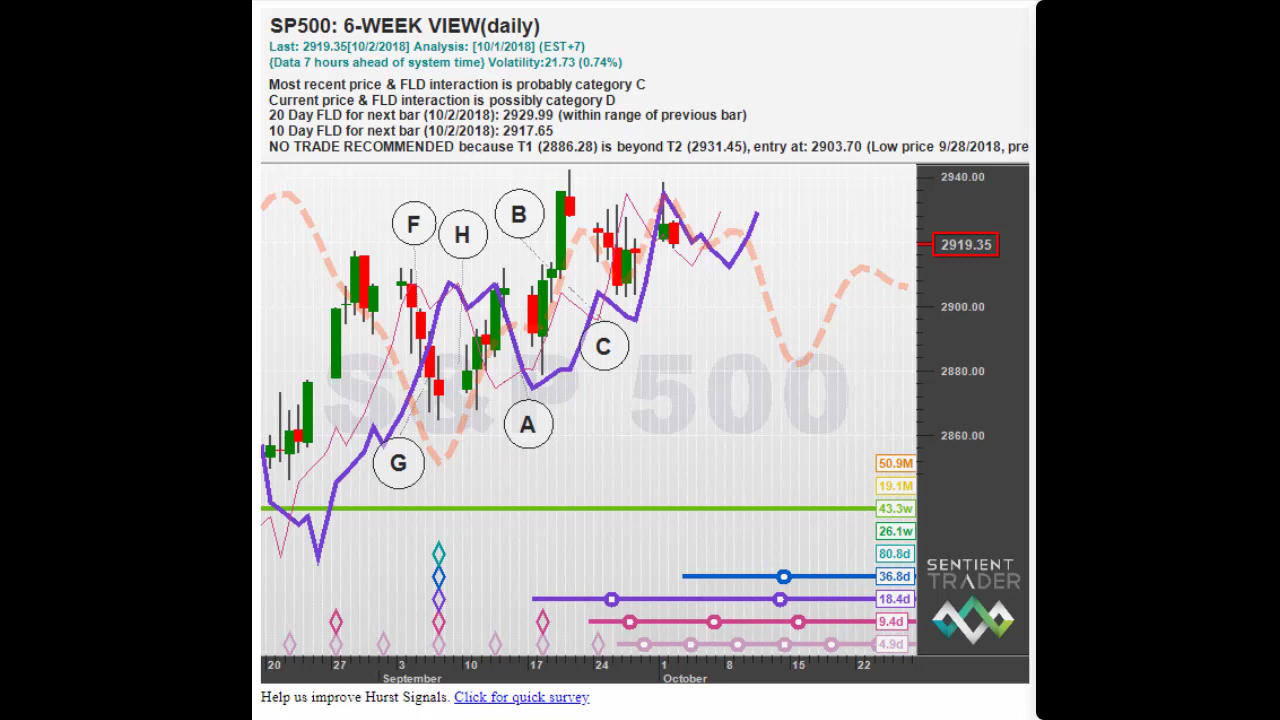 SP500: 6-WEEK VIEW(daily)
Last: 2919.35[10/2/2018] Analysis: [10/1/2018] (EST+7)
{Data 7 hours ahead of system time} Volatility:21.73 (0.74%)
Most recent price & FLD interaction is probably category C
Current price & FLD interaction is possibly category D
20 Day FLD for next bar (10/2/2018): 2929.99 (within range of previous bar)
10 Day FLD for next bar (10/2/2018): 2917.65
NO TRADE RECOMMENDED because T1 (2886.28) is beyond T2 (2931.45), entry at: 2903.70 (Low price 9/28/2018, pre
2940.00
F
H
B
2919.35
2900.00
C
2880.00
S&P 500
A
2860.00
G
50.9M
19.1M
43.3w
26.1w
80.8d
SENTIENT
TRADER
36.8d
18.4d
9.4d
4.9d
20 27 3 10 17 24 1 8 15 22
September October
Help us improve Hurst Signals. Click for quick survey